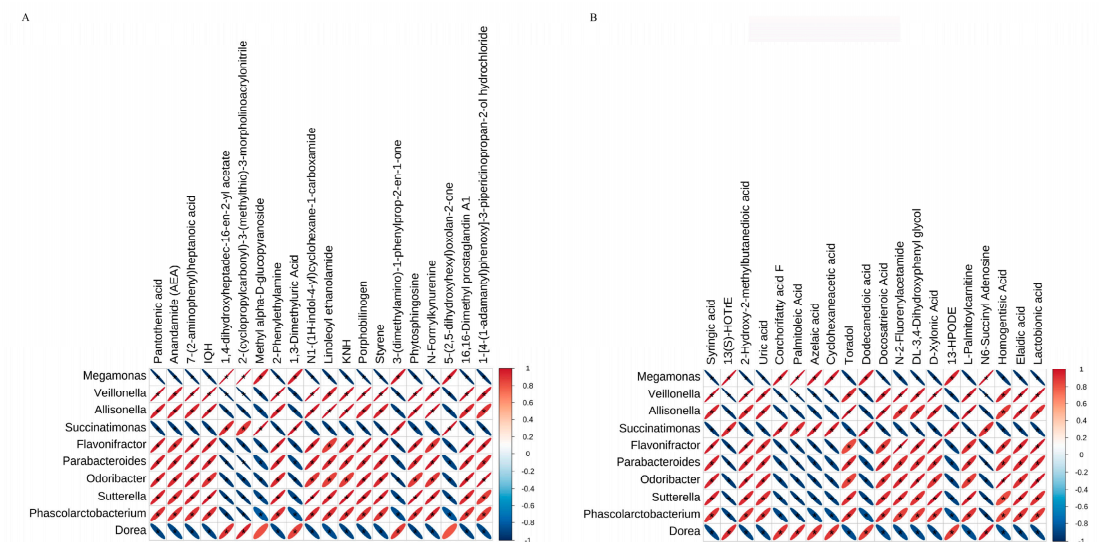 A
Pantothenic acid
Anandamide (AEA)
7-(2-aminophenyl)heptanoic acid
IQH
1,4-dihydroxyheptadec-16-en-2-yl acetate
2-(cyclopropylcarbonyl)-3-(methylthio)-3-morpholinoacrylonitrile
Methyl alpha-D-glucopyranoside
2-Phenylethylamine
1,3-Dimethyluric Acid
N1-(1H-indol-4-yl)cyclohexane-1-carboxamide
Linoleoyl ethanolamide
KNH
Porphobilinogen
Styrene
3-(dimethylamino)-1-phenylprop-2-en-1-one
Phytosphingosine
N-Formylkynurenine
5-(2,5-dihydroxyhexyl)oxolan-2-one
16,16-Dimethyl prostaglandin A1
1-[4-(1-adamantyl)phenoxy]-3-pipericinopropan-2-ol hydrochloride
Megamonas
Veillonella
Allisonella
Succinatimonas
Flavonifractor
Parabacteroides
Odoribacter
Sutterella
Phascolarctobacterium
Dorea
1
0.8
0.6
0.4
0.2
0
-0.2
-0.4
-0.6
-0.8
-1
B
Syringic acid
13(S)-HOTrE
2-Hydroxy-2-methylbutanedioic acid
Uric acid
Corchorifatty acid F
Palmitoleic Acid
Azelaic acid
Cyclohexaneacetic acid
Toradol
Dodecanedioic acid
Docosatrienoic Acid
N-2-Fluorenylacetamide
DL-3,4-Dihydroxyphenyl glycol
D-Xylonic Acid
13-HPODE
L-Palmitoylcarnitine
N6-Succinyl Adenosine
Homogentisic Acid
Elaidic acid
Lactobionic acid
Megamonas
Veillonella
Allisonella
Succinatimonas
Flavonifractor
Parabacteroides
Odoribacter
Sutterella
Phascolarctobacterium
Dorea
1
0.8
0.6
0.4
0.2
0
-0.2
-0.4
-0.6
-0.8
-1